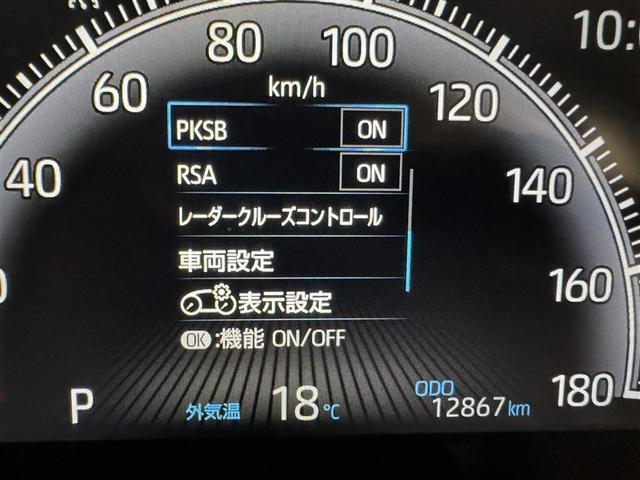 80 100 10:
km/h
60 120
PKSB ON
40 RSA ON 140
レーダークルーズコントロール
車両設定
表示設定 160
OK:機能 ON/OFF
P 外気温 18℃ ODO 180
12867km